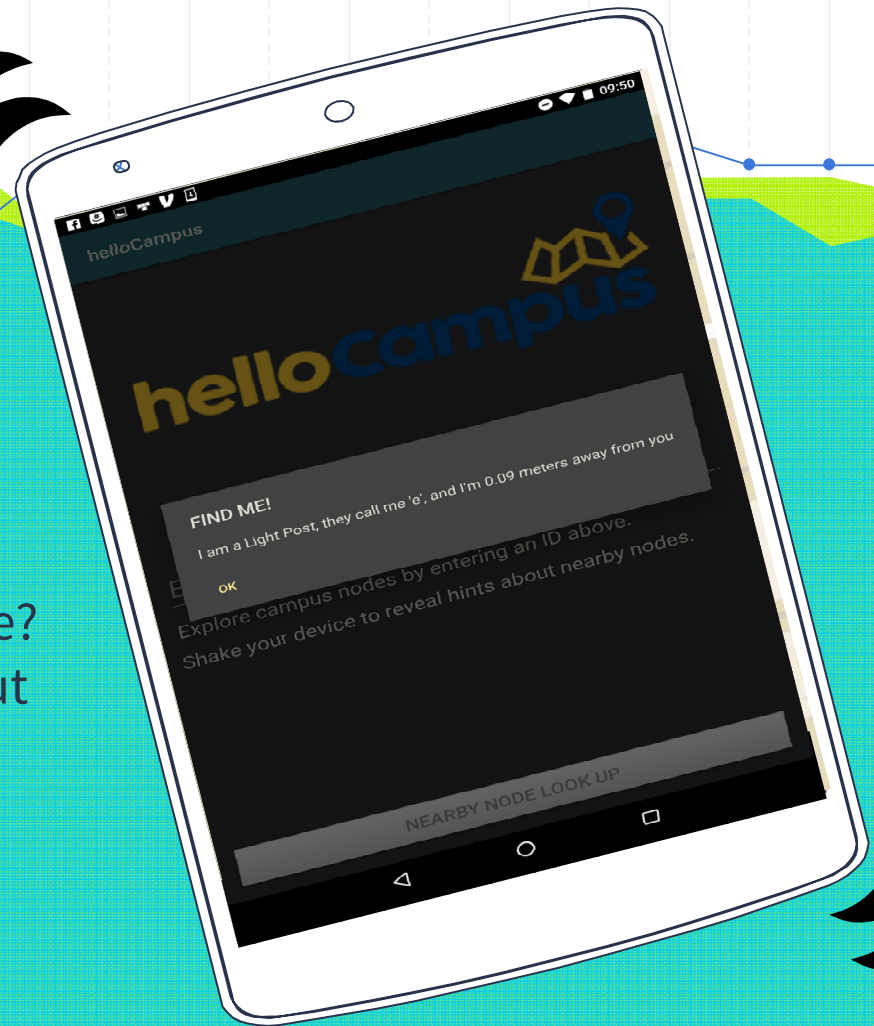 09:50
helloCampus
helloCampus
FIND ME!
I am a Light Post, they call me 'e', and I'm 0.09 meters away from you
OK
Explore campus nodes by entering an ID above.
Shake your device to reveal hints about nearby nodes.
NEARBY NODE LOOK UP